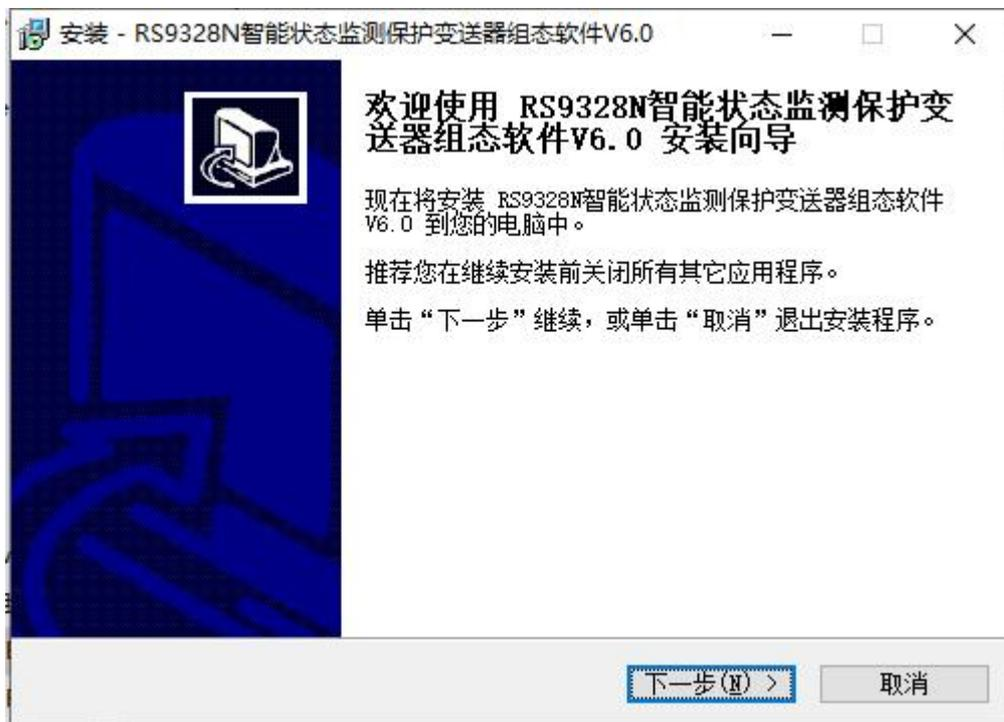 安装 - RS9328N智能状态监测保护变送器组态软件V6.0
欢迎使用 RS9328N智能状态监测保护变
送器组态软件V6.0 安装向导
现在将安装 RS9328N智能状态监测保护变送器组态软件
V6.0 到您的电脑中。
推荐您在继续安装前关闭所有其它应用程序。
单击“下一步”继续，或单击“取消”退出安装程序。
下一步(N) >
取消